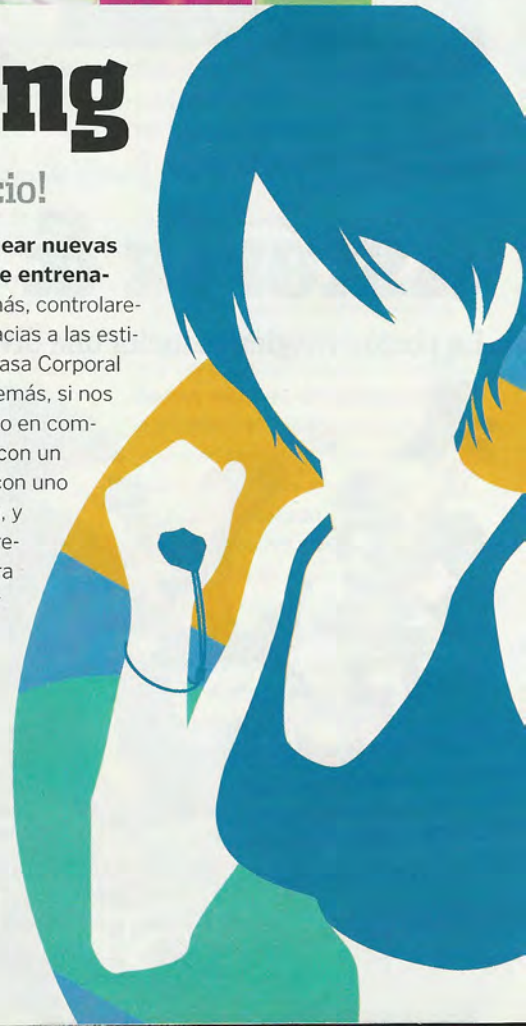 ng
cio!
ear nuevas
e entrena-
nás, controlare-
acias a las esti-
asa Corporal
emás, si nos
o en com-
con un
con uno
, y
re-
ra